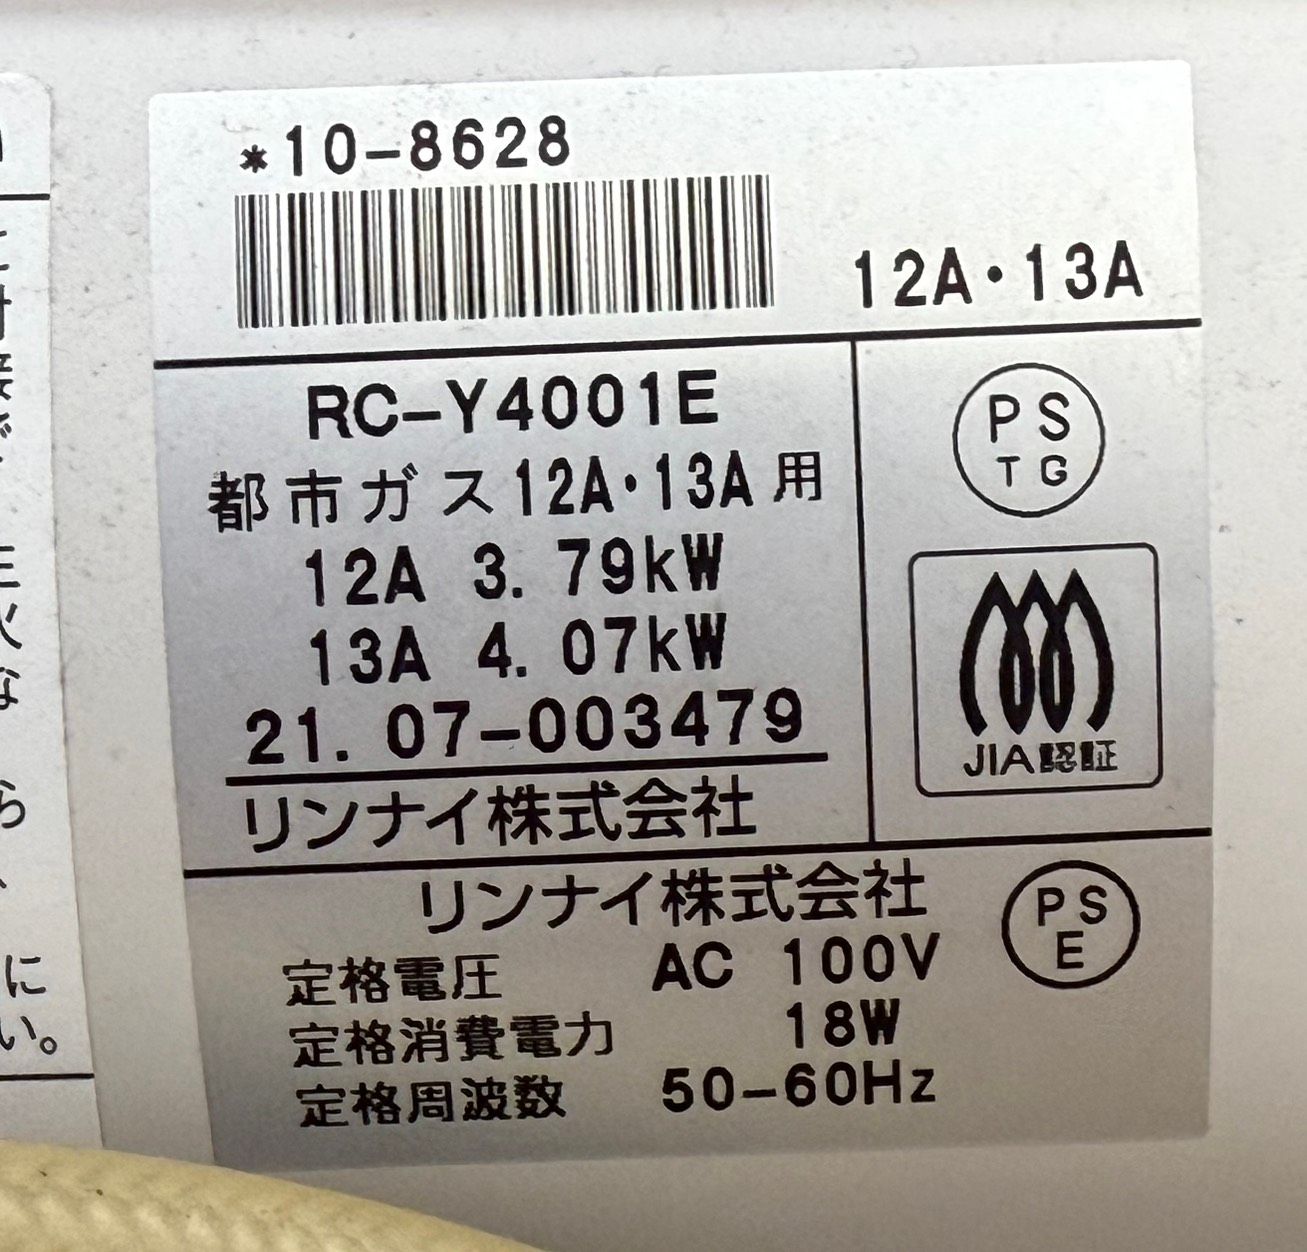 *10-8628
12A・13A
RC-Y4001E
都市ガス12A・13A用
12A 3.79kW
13A 4.07kW
21.07-003479
リンナイ株式会社
PS
TG
JIA認証
リンナイ株式会社
PS
E
定格電圧 AC 100V
定格消費電力 18W
定格周波数 50-60Hz
に
い。